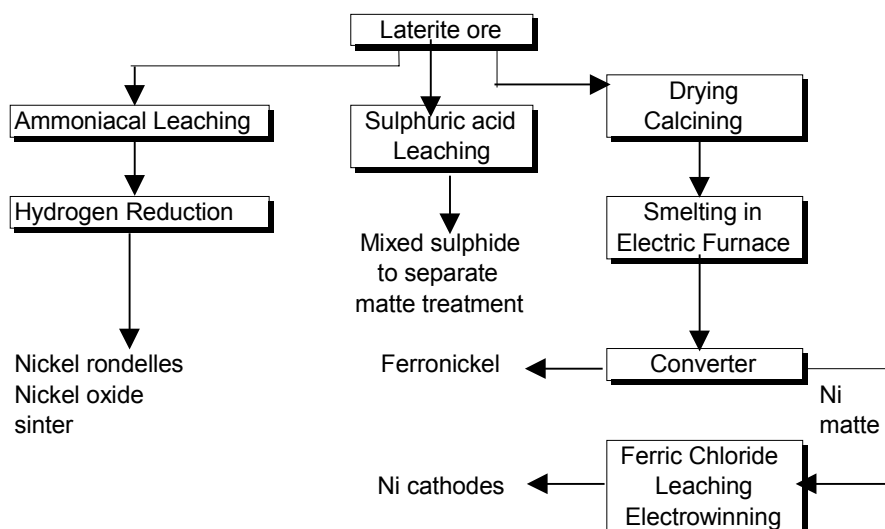 Laterite ore
Ammoniacal Leaching
Sulphuric acid
Leaching
Drying
Calcining
Hydrogen Reduction
Mixed sulphide
to separate
matte treatment
Smelting in
Electric Furnace
Nickel rondelles
Nickel oxide
sinter
Ferronickel
Converter
Ni
matte
Ni cathodes
Ferric Chloride
Leaching
Electrowinning